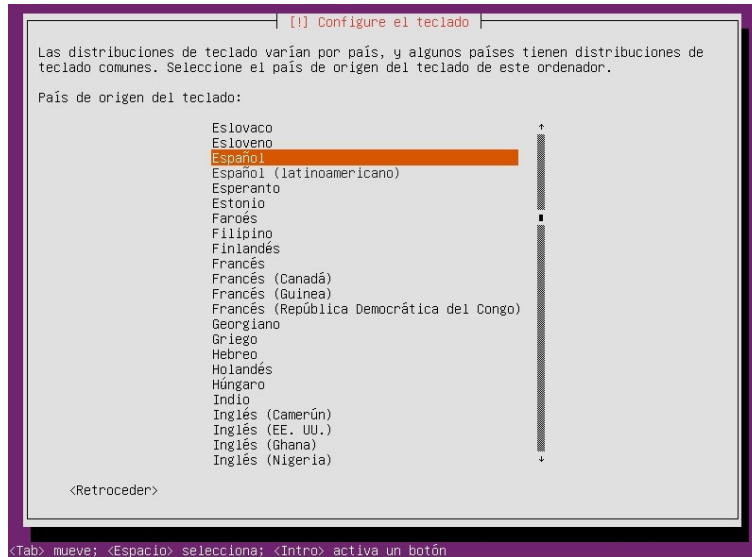 [!] Configure el teclado
Las distribuciones de teclado varían por país, y algunos países tienen distribuciones de
teclado comunes. Seleccione el país de origen del teclado de este ordenador.
País de origen del teclado:
Eslovaco
Esloveno
Español
Español (latinoamericano)
Esperanto
Estonio
Faroés
Filipino
Finlandés
Francés
Francés (Canadá)
Francés (Guinea)
Francés (República Democrática del Congo)
Georgiano
Griego
Hebreo
Holandés
Húngaro
Indio
Inglés (Camerún)
Inglés (EE. UU.)
Inglés (Ghana)
Inglés (Nigeria)
<Retroceder>
<Tab> mueve; <Espacio> selecciona; <Intro> activa un botón